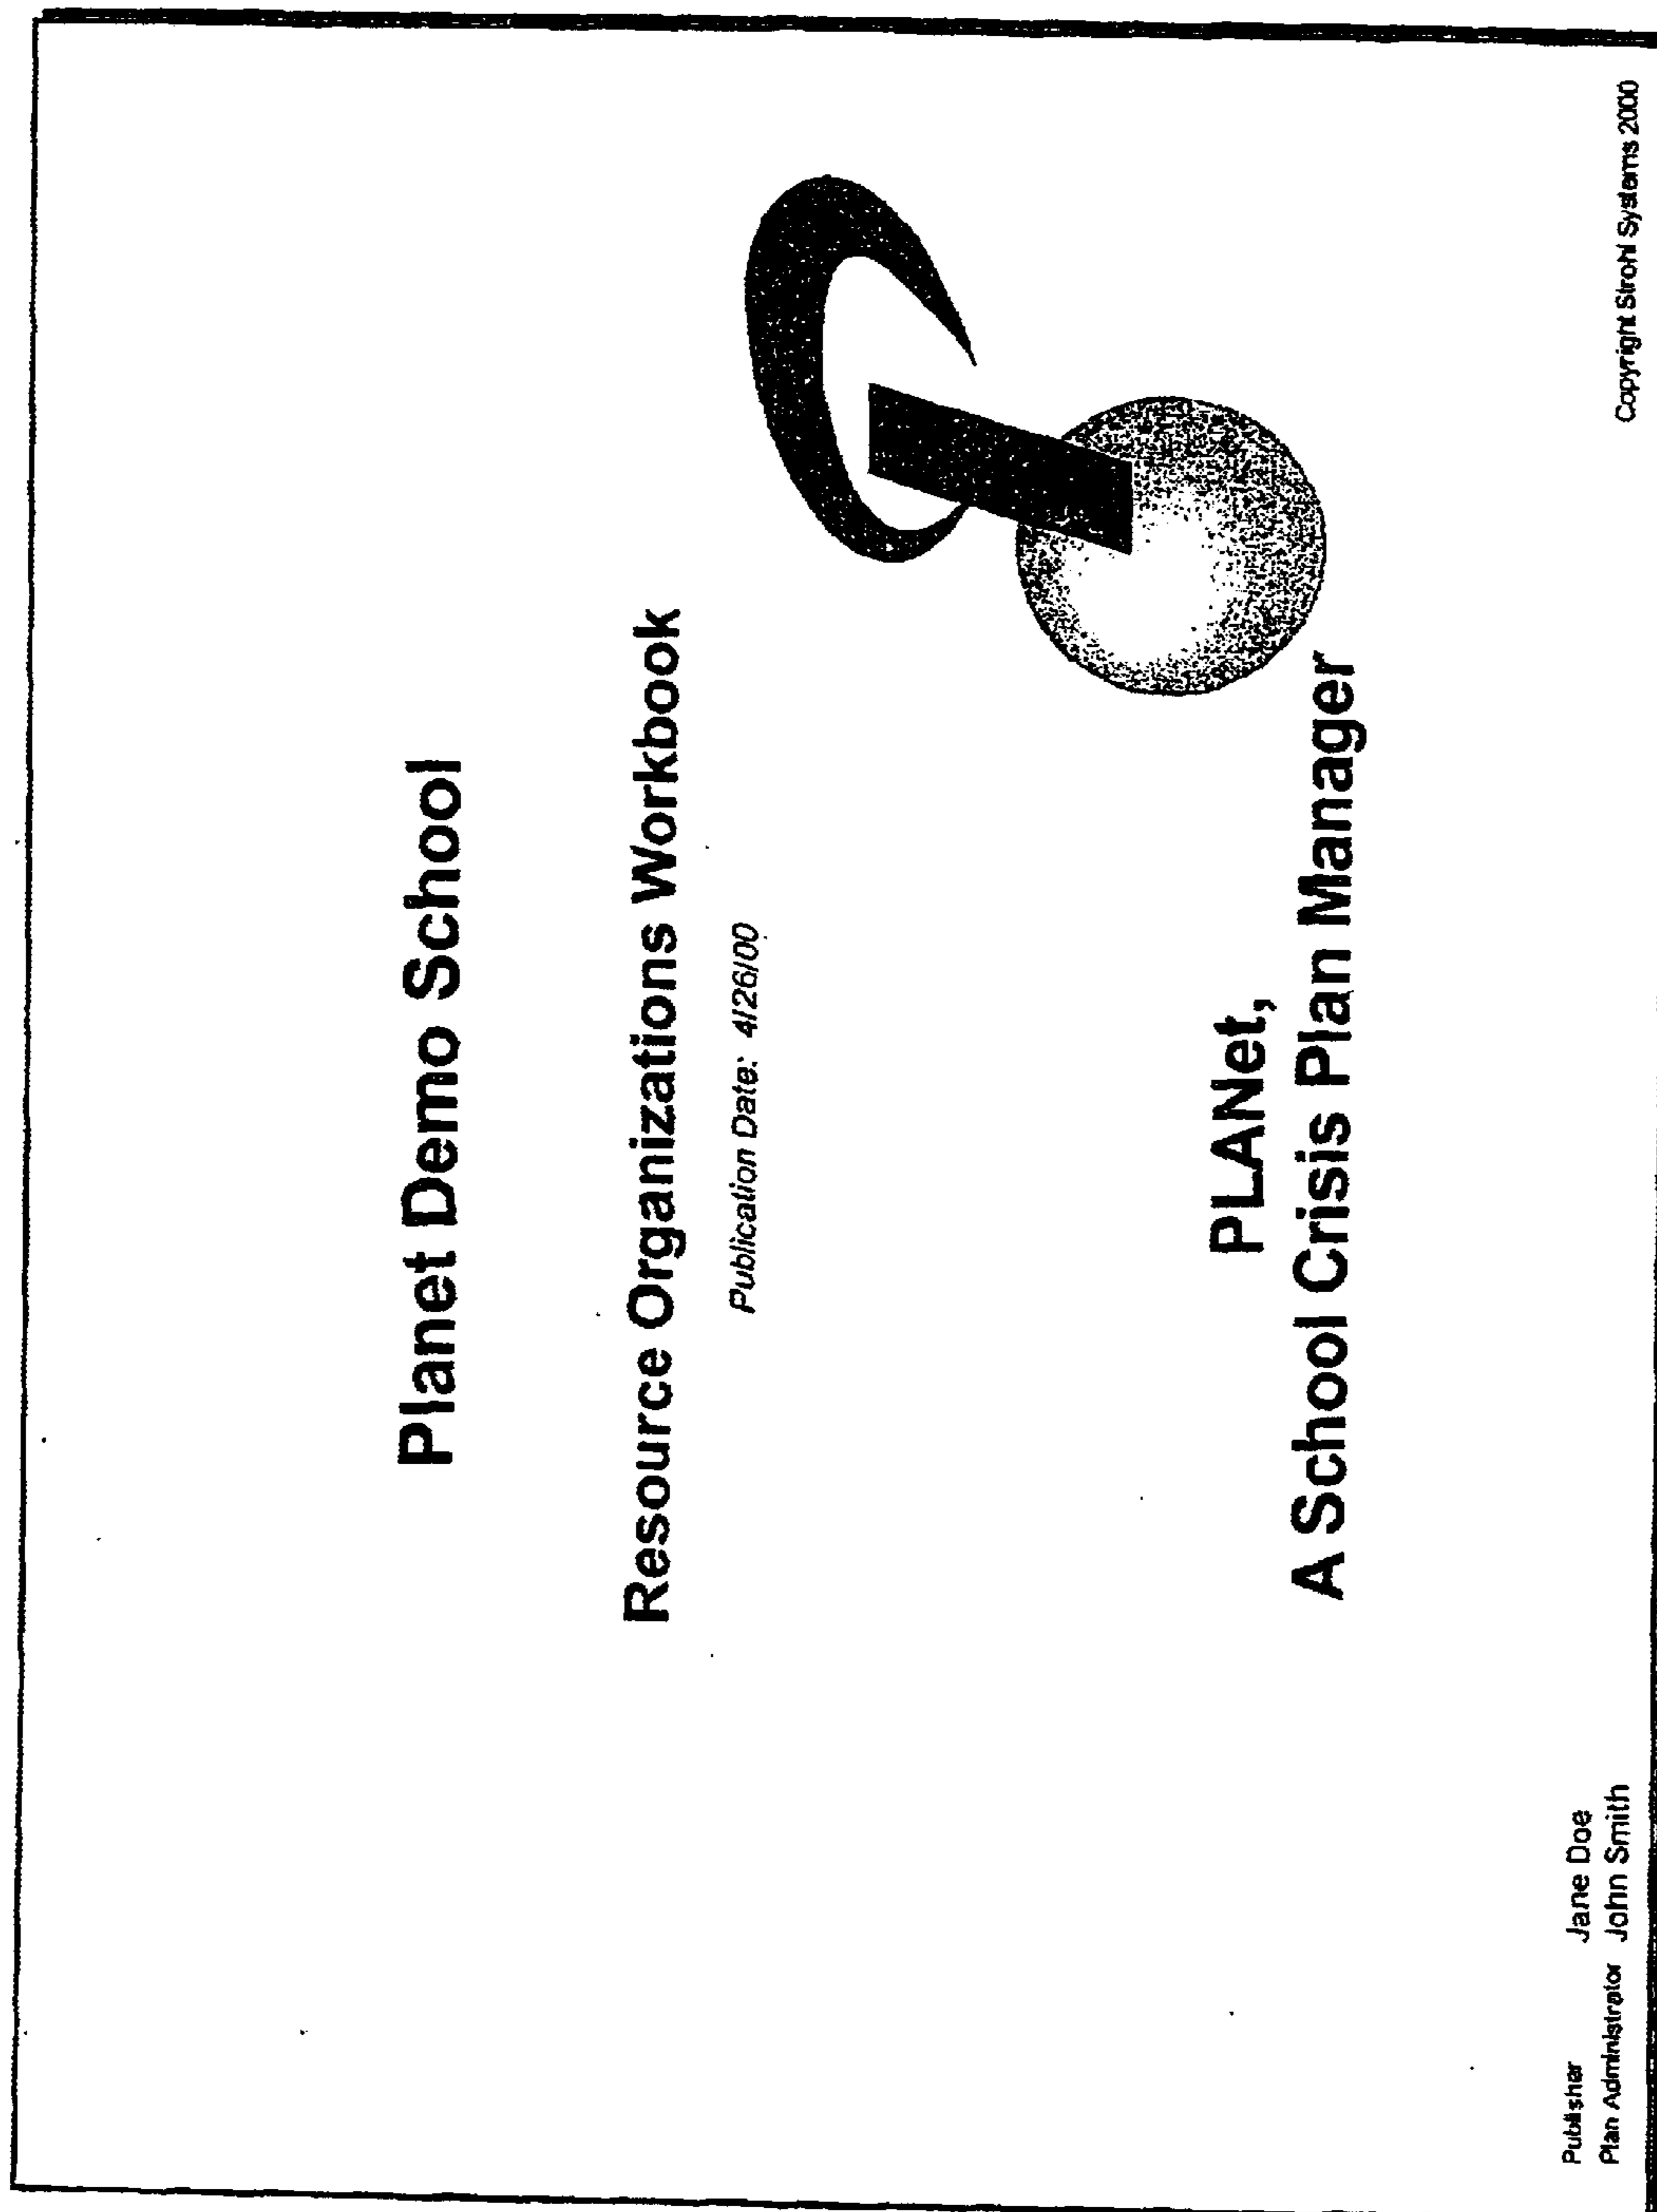 Planet Demo School
Resource Organizations Workbook
Publication Date: 4/26/00
PLANet,
A School Crisis Plan Manager
Publisher Jane Doe
Plan Administrator John Smith
Copyright Strohl Systems 2000